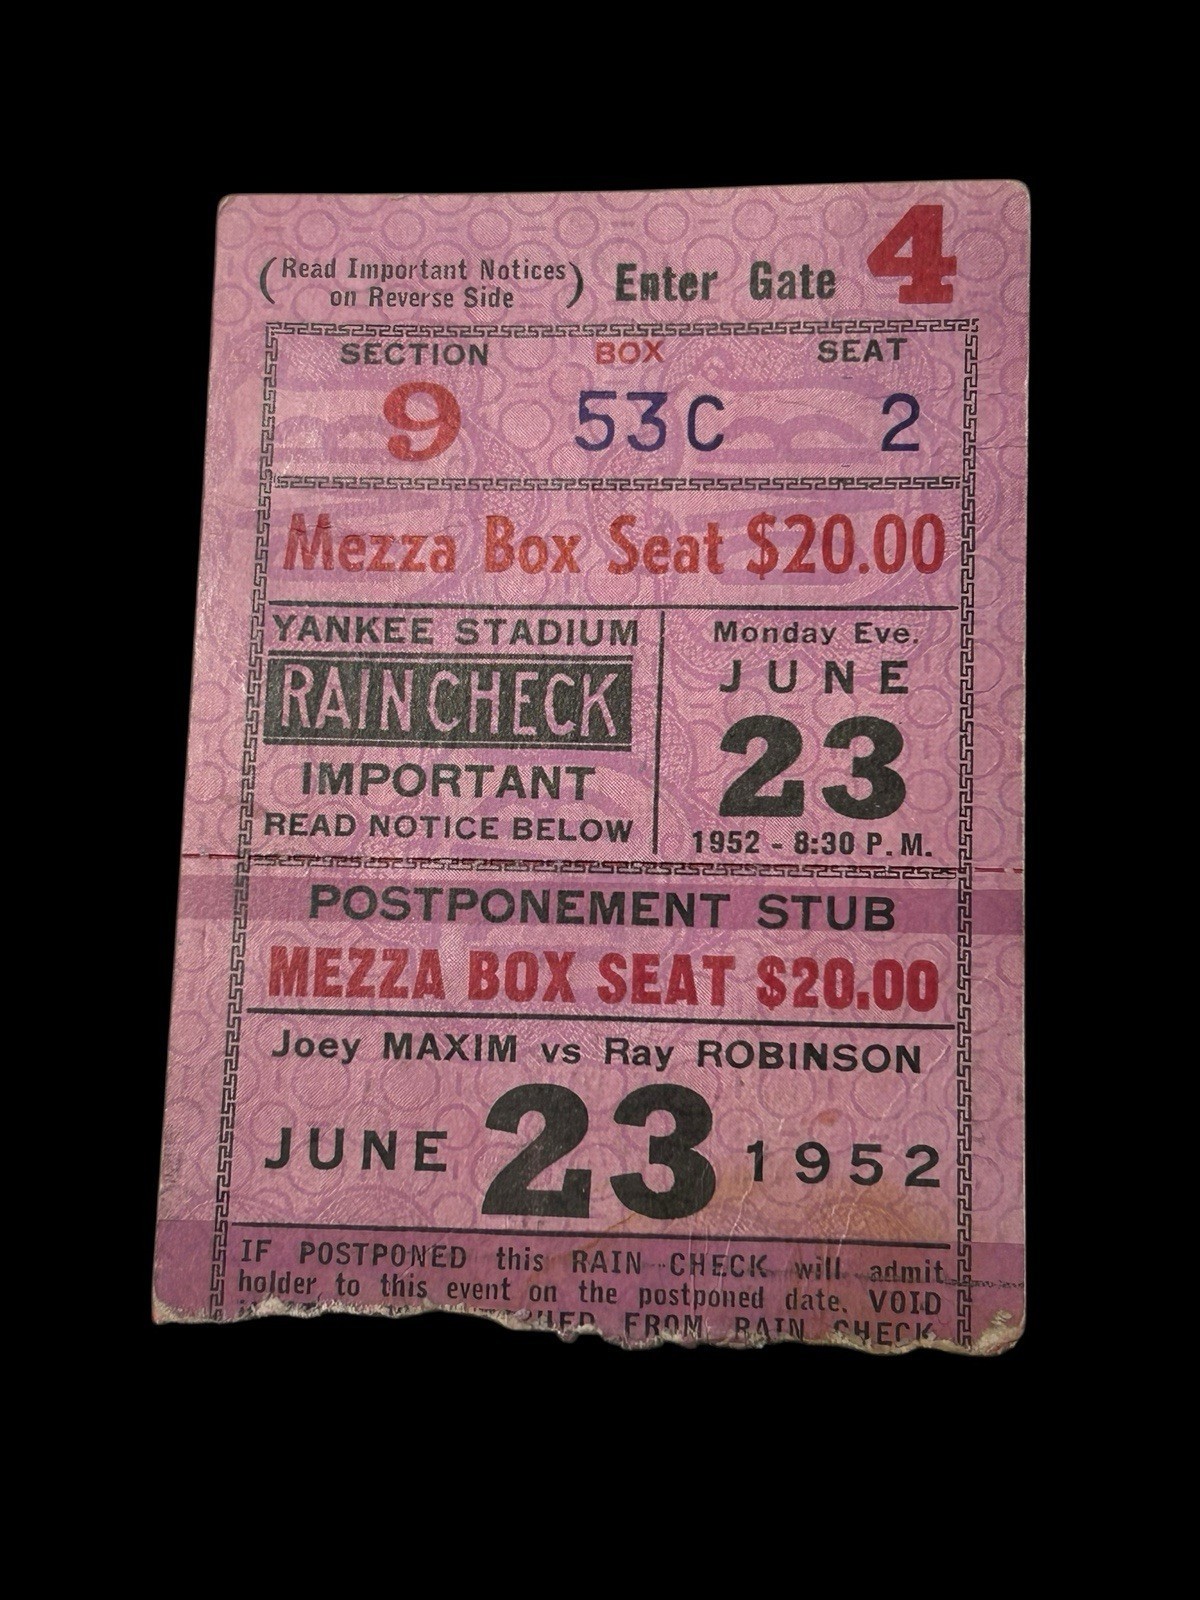 (Read Important Notices on Reverse Side) Enter Gate 4
SECTION BOX SEAT
9 53C 2
Mezza Box Seat $20.00
YANKEE STADIUM
RAIN CHECK
IMPORTANT
READ NOTICE BELOW
Monday Eve.
JUNE
23
1952 - 8:30 P.M.
POSTPONEMENT STUB
MEZZA BOX SEAT $20.00
Joey MAXIM vs Ray ROBINSON
JUNE 23 1952
IF POSTPONED this RAIN CHECK will admit
holder to this event on the postponed date. VOID
FROM RAIN CHECK